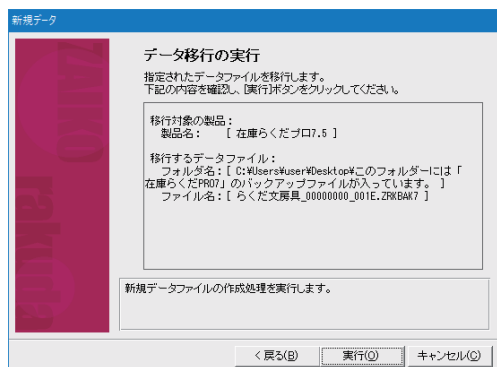 新規データ
ZAIKO rakuda
データ移行の実行
指定されたデータファイルを移行します。
下記の内容を確認し、[実行]ボタンをクリックしてください。
移行対象の製品：
製品名： [ 在庫らくだプロ7.5 ]
移行するデータファイル：
フォルダ名：[ C:¥Users¥user¥Desktop¥このフォルダーには「
在庫らくだPRO7」のバックアップファイルが入っています。 ]
ファイル名：[ らくだ文房具_00000000_001E.ZRKBAK7 ]
新規データファイルの作成処理を実行します。
< 戻る(B) 実行(O) キャンセル(C)